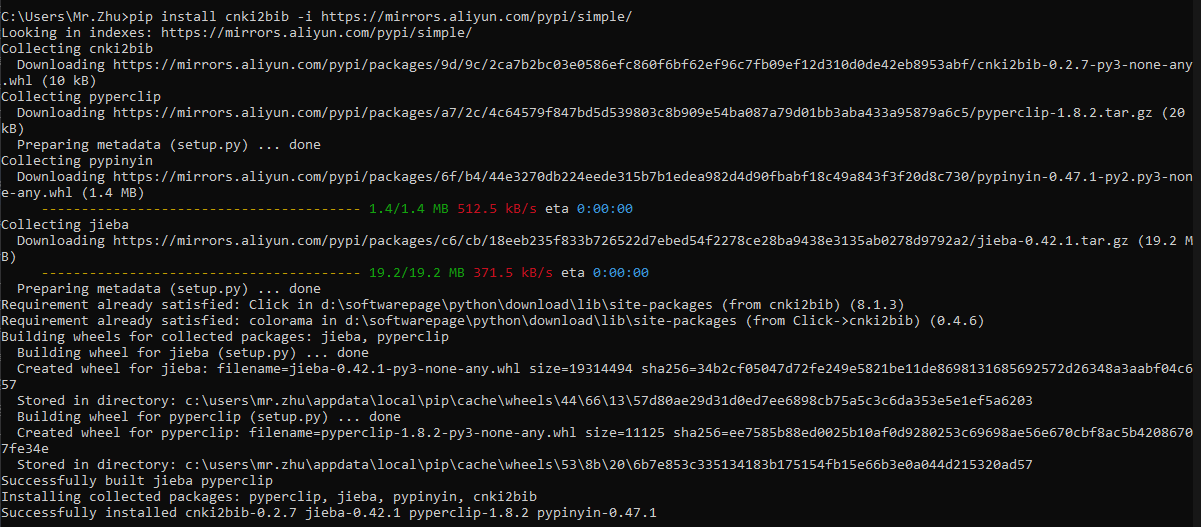 C:\Users\Mr.Zhu>pip install cnki2bib -i https://mirrors.aliyun.com/pypi/simple/
Looking in indexes: https://mirrors.aliyun.com/pypi/simple/
Collecting cnki2bib
  Downloading https://mirrors.aliyun.com/pypi/packages/9d/9c/2ca7b2bc03e0586efc860f6bf62ef96c7fb09ef12d310d0de42eb8953abf/cnki2bib-0.2.7-py3-none-any
.whl (10 kB)
Collecting pyperclip
  Downloading https://mirrors.aliyun.com/pypi/packages/a7/2c/4c64579f847bd5d539803c8b909e54ba087a79d01bb3aba433a95879a6c5/pyperclip-1.8.2.tar.gz (20
kB)
  Preparing metadata (setup.py) ... done
Collecting pypinyin
  Downloading https://mirrors.aliyun.com/pypi/packages/6f/b4/44e3270db224eede315b7b1edea982d4d90fbabf18c49a843f3f20d8c730/pypinyin-0.47.1-py2.py3-non
e-any.whl (1.4 MB)
     ---------------------------------------- 1.4/1.4 MB 512.5 kB/s eta 0:00:00
Collecting jieba
  Downloading https://mirrors.aliyun.com/pypi/packages/c6/cb/18eeb235f833b726522d7ebed54f2278ce28ba9438e3135ab0278d9792a2/jieba-0.42.1.tar.gz (19.2 M
B)
     ---------------------------------------- 19.2/19.2 MB 371.5 kB/s eta 0:00:00
  Preparing metadata (setup.py) ... done
Requirement already satisfied: Click in d:\softwarepage\python\download\lib\site-packages (from cnki2bib) (8.1.3)
Requirement already satisfied: colorama in d:\softwarepage\python\download\lib\site-packages (from Click->cnki2bib) (0.4.6)
Building wheels for collected packages: jieba, pyperclip
  Building wheel for jieba (setup.py) ... done
  Created wheel for jieba: filename=jieba-0.42.1-py3-none-any.whl size=19314494 sha256=34b2cf05047d72fe249e5821be11de8698131685692572d26348a3aabf04c6
57
  Stored in directory: c:\users\mr.zhu\appdata\local\pip\cache\wheels\44\66\13\57d80ae29d31d0ed7ee6898cb75a5c3c6da353e5e1ef5a6203
  Building wheel for pyperclip (setup.py) ... done
  Created wheel for pyperclip: filename=pyperclip-1.8.2-py3-none-any.whl size=11125 sha256=ee7585b88ed0025b10af0d9280253c69698ae56e670cbf8ac5b4208670
7fe34e
  Stored in directory: c:\users\mr.zhu\appdata\local\pip\cache\wheels\53\8b\20\6b7e853c335134183b175154fb15e66b3e0a044d215320ad57
Successfully built jieba pyperclip
Installing collected packages: pyperclip, jieba, pypinyin, cnki2bib
Successfully installed cnki2bib-0.2.7 jieba-0.42.1 pyperclip-1.8.2 pypinyin-0.47.1